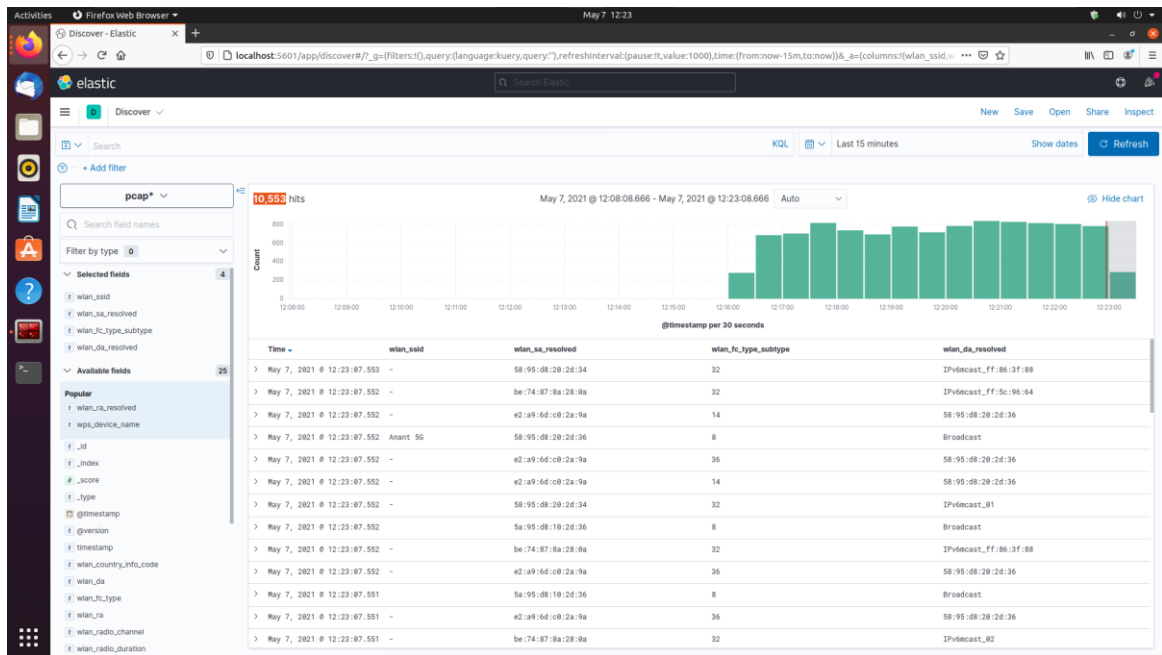 Activities Firefox Web Browser May 7 12:23
Discover - Elastic
localhost:5601/app/discover#/?_g=(filters:!(),query:(language:kuery,query:''),refreshInterval:(pause:!t,value:1000),time:(from:now-15m,to:now))&_a=(columns:!(wlan_ssid,
elastic Search Elastic
D Discover New Save Open Share Inspect
Search KQL Last 15 minutes Show dates Refresh
+ Add filter
pcap*
10,553 hits May 7, 2021 @ 12:08:08.666 - May 7, 2021 @ 12:23:08.666 Auto Hide chart
Search field names
Filter by type 0
Selected fields 4
wlan_ssid
wlan_sa_resolved
wlan_fc_type_subtype
wlan_da_resolved
Available fields 25
Popular
wlan_ra_resolved
wps_device_name
_id
_index
_score
_type
@timestamp
@version
timestamp
wlan_country_info_code
wlan_da
wlan_fc_type
wlan_ra
wlan_radio_channel
wlan_radio_duration
Count
800
600
400
200
0
12:08:00 12:09:00 12:10:00 12:11:00 12:12:00 12:13:00 12:14:00 12:15:00 12:16:00 12:17:00 12:18:00 12:19:00 12:20:00 12:21:00 12:22:00 12:23:00
@timestamp per 30 seconds
Time wlan_ssid wlan_sa_resolved wlan_fc_type_subtype wlan_da_resolved
May 7, 2021 @ 12:23:07.553 - 58:95:d8:20:2d:34 32 IPv6mcast_ff:86:3f:88
May 7, 2021 @ 12:23:07.552 - be:74:87:8a:28:0a 32 IPv6mcast_ff:5c:96:64
May 7, 2021 @ 12:23:07.552 - e2:a9:6d:c0:2a:9a 14 58:95:d8:20:2d:36
May 7, 2021 @ 12:23:07.552 Anant 5G 58:95:d8:20:2d:36 8 Broadcast
May 7, 2021 @ 12:23:07.552 - e2:a9:6d:c0:2a:9a 36 58:95:d8:20:2d:36
May 7, 2021 @ 12:23:07.552 - e2:a9:6d:c0:2a:9a 14 58:95:d8:20:2d:36
May 7, 2021 @ 12:23:07.552 - 58:95:d8:20:2d:34 32 IPv6mcast_01
May 7, 2021 @ 12:23:07.552 5a:95:d8:10:2d:36 8 Broadcast
May 7, 2021 @ 12:23:07.552 - be:74:87:8a:28:0a 32 IPv6mcast_ff:86:3f:88
May 7, 2021 @ 12:23:07.552 - e2:a9:6d:c0:2a:9a 36 58:95:d8:20:2d:36
May 7, 2021 @ 12:23:07.551 5a:95:d8:10:2d:36 8 Broadcast
May 7, 2021 @ 12:23:07.551 - e2:a9:6d:c0:2a:9a 36 58:95:d8:20:2d:36
May 7, 2021 @ 12:23:07.551 - be:74:87:8a:28:0a 32 IPv6mcast_02